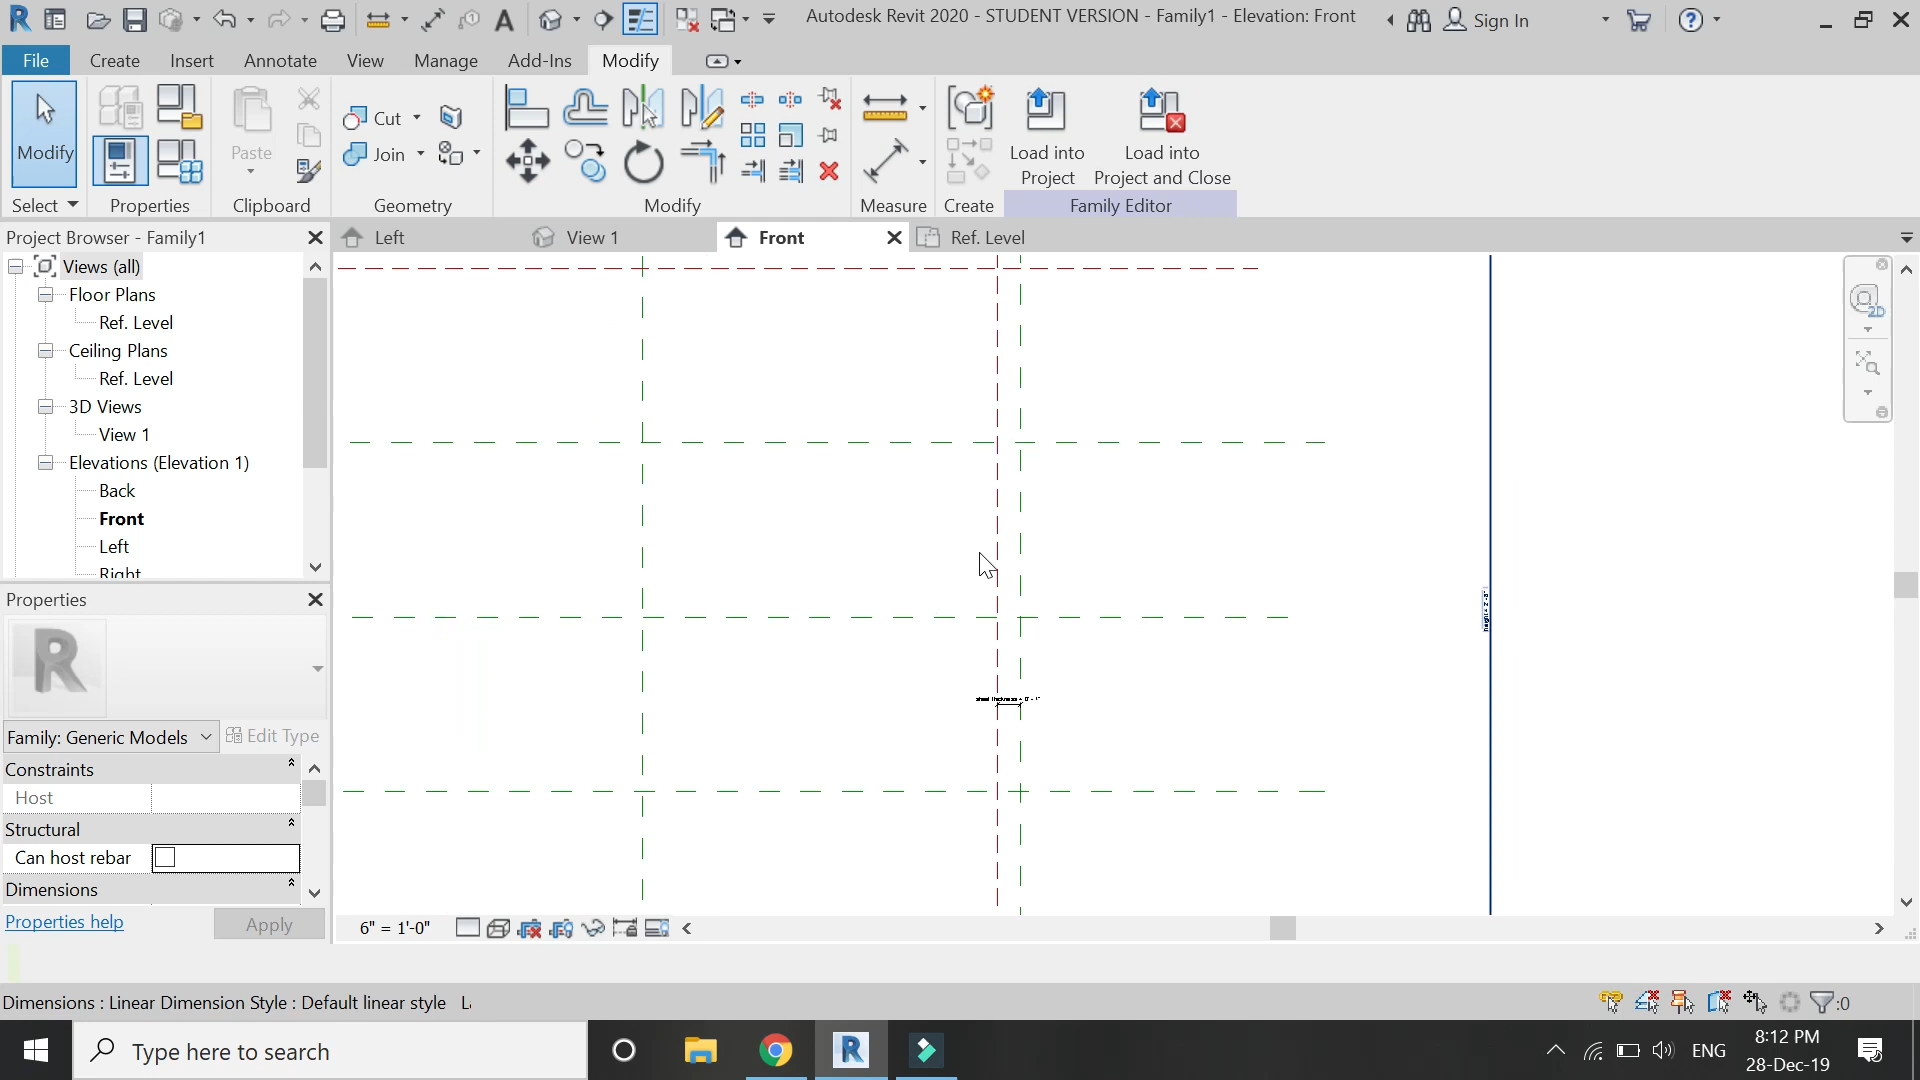 Autodesk Revit 2020 - STUDENT VERSION - Family1 - Elevation: Front
Sign In
File
Create
Insert
Annotate
View
Manage
Add-Ins
Modify
Modify
Paste
Cut
Join
Load into
Project
Load into
Project and Close
Select
Properties
Clipboard
Geometry
Modify
Measure
Create
Family Editor
Project Browser - Family1
Left
View 1
Front
Ref. Level
Views (all)
Floor Plans
Ref. Level
Ceiling Plans
Ref. Level
3D Views
View 1
Elevations (Elevation 1)
Back
Front
Left
Right
2D
Properties
Family: Generic Models
Edit Type
Constraints
Host
Structural
Can host rebar
Dimensions
Properties help
Apply
6" = 1'-0"
Dimensions : Linear Dimension Style : Default linear style
:0
Type here to search
ENG
8:12 PM
28-Dec-19